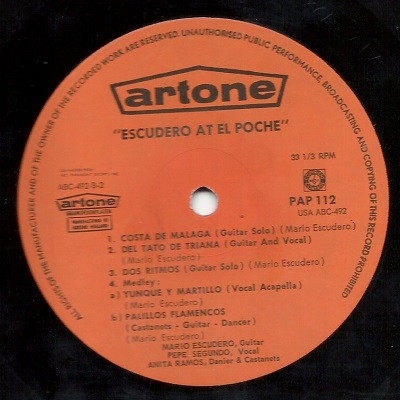 ALL RIGHTS OF THE MANUFACTURER AND OF THE OWNER OF THE RECORDED WORK ARE RESERVED. UNAUTHORISED PUBLIC PERFORMANCE, BROADCASTING AND COPYING OF THIS RECORD PROHIBITED
artone
"ESCUDERO AT EL POCHE"
33 1/3 RPM
ABC-492-B-2
PAP 112
USA ABC-492
artone
1. COSTA DE MALAGA (Guitar Solo) (Mario Escudero)
2. DEL TATO DE TRIANA (Guitar And Vocal)
(Mario Escudero)
3. DOS RITMOS (Guitar Solo) (Mario Escudero)
4. Medley:
a) YUNQUE Y MARTILLO (Vocal Acapella)
(Mario Escudero)
b) PALILLOS FLAMENCOS
(Castanets - Guitar - Dancer)
(Mario Escudero)
MARIO ESCUDERO, Guitar
PEPE SEGUNDO, Vocal
ANITA RAMOS, Danier & Castanets